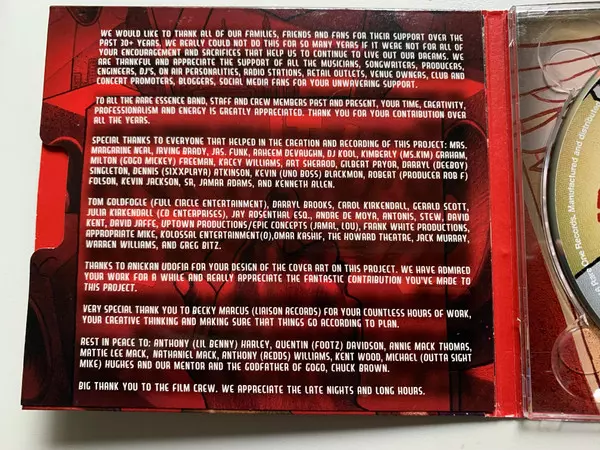 WE WOULD LIKE TO THANK ALL OF OUR FAMILIES, FRIENDS AND FANS FOR THEIR SUPPORT OVER THE
PAST 30+ YEARS. WE REALLY COULD NOT DO THIS FOR SO MANY YEARS IF IT WERE NOT FOR ALL OF
YOUR ENCOURAGEMENT AND SACRIFICES THAT HELP US TO CONTINUE TO LIVE OUT OUR DREAMS. WE
ARE THANKFUL AND APPRECIATE THE SUPPORT OF ALL THE MUSICIANS, SONGWRITERS, PRODUCERS,
ENGINEERS, DJ'S, ON AIR PERSONALITIES, RADIO STATIONS, RETAIL OUTLETS, VENUE OWNERS, CLUB AND
CONCERT PROMOTERS, BLOGGERS, SOCIAL MEDIA FANS FOR YOUR UNWAVERING SUPPORT.
TO ALL THE RARE ESSENCE BAND, STAFF AND CREW MEMBERS PAST AND PRESENT, YOUR TIME, CREATIVITY,
PROFESSIONALISM AND ENERGY IS GREATLY APPRECIATED. THANK YOU FOR YOUR CONTRIBUTION OVER
ALL THE YEARS.
SPECIAL THANKS TO EVERYONE THAT HELPED IN THE CREATION AND RECORDING OF THIS PROJECT: MRS.
MARGARINE NEAL, IRVING BRADY, JAS. FUNK, RAHEEM DEVAUGHN, DJ KOOL, KIMBERLY (MS.KIM) GRAHAM,
MILTON (GOGO MICKEY) FREEMAN, KACEY WILLIAMS, ART SHEROD, GILBERT PRYOR, DARRYL (DEEBOY)
SINGLETON, DENNIS (SIXXPLAYA) ATKINSON, KEVIN (UNO BOSS) BLACKMON, ROBERT (PRODUCER ROB F)
FOLSON, KEVIN JACKSON, SR, JAMAR ADAMS, AND KENNETH ALLEN.
TOM GOLDFOGLE (FULL CIRCLE ENTERTAINMENT), DARRYL BROOKS, CAROL KIRKENDALL, GERALD SCOTT,
JULIA KIRKENDALL (CD ENTERPRISES), JAY ROSENTHAL ESQ., ANDRE DE MOYA, ANTONIS, STEW, DAVID
KENT, DAVID JAFFE, UPTOWN PRODUCTIONS/EPIC CONCEPTS (JAMAL, LOU), FRANK WHITE PRODUCTIONS,
APPROPRIATE MIKE, KOLOSSAL ENTERTAINMENT(O),OMAR KASHIF, THE HOWARD THEATRE, JACK MURRAY,
WARREN WILLIAMS, AND GREG BITZ.
THANKS TO ANIEKAN UDOFIA FOR YOUR DESIGN OF THE COVER ART ON THIS PROJECT. WE HAVE ADMIRED
YOUR WORK FOR A WHILE AND REALLY APPRECIATE THE FANTASTIC CONTRIBUTION YOU'VE MADE TO
THIS PROJECT.
VERY SPECIAL THANK YOU TO BECKY MARCUS (LIAISON RECORDS) FOR YOUR COUNTLESS HOURS OF WORK,
YOUR CREATIVE THINKING AND MAKING SURE THAT THINGS GO ACCORDING TO PLAN.
REST IN PEACE TO: ANTHONY (LIL BENNY) HARLEY, QUENTIN (FOOTZ) DAVIDSON, ANNIE MACK THOMAS,
MATTIE LEE MACK, NATHANIEL MACK, ANTHONY (REDDS) WILLIAMS, KENT WOOD, MICHAEL (OUTTA SIGHT
MIKE) HUGHES AND OUR MENTOR AND THE GODFATHER OF GOGO, CHUCK BROWN.
BIG THANK YOU TO THE FILM CREW. WE APPRECIATE THE LATE NIGHTS AND LONG HOURS.
One Records. Manufactured and distributed